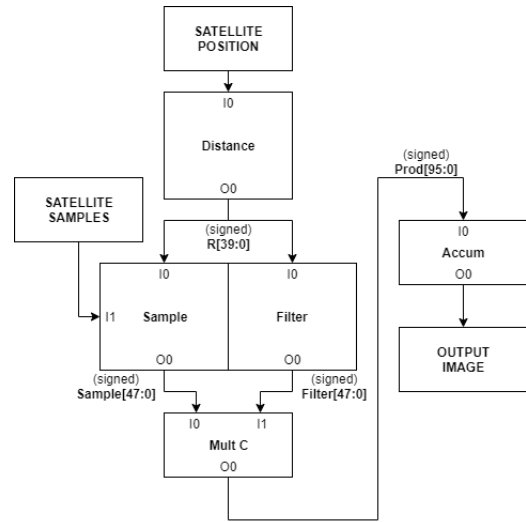 SATELLITE
POSITION
I0
Distance
O0
(signed)
R[39:0]
SATELLITE
SAMPLES
I0
I0
I1
Sample
Filter
O0
O0
(signed)
Sample[47:0]
(signed)
Filter[47:0]
I0
I1
Mult C
O0
(signed)
Prod[95:0]
I0
Accum
O0
OUTPUT
IMAGE